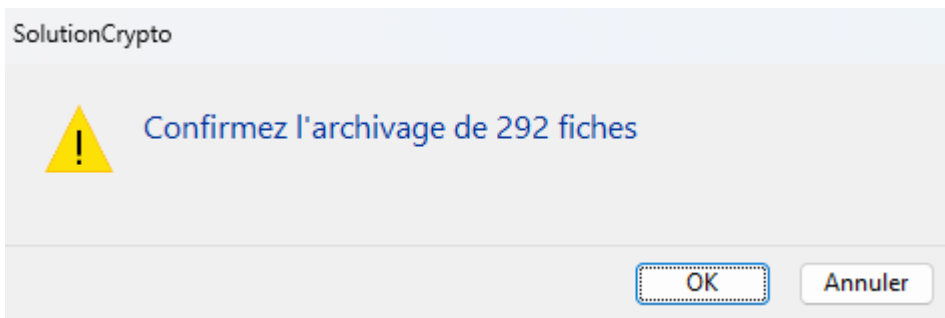 SolutionCrypto
Confirmez l'archivage de 292 fiches
!
OK
Annuler